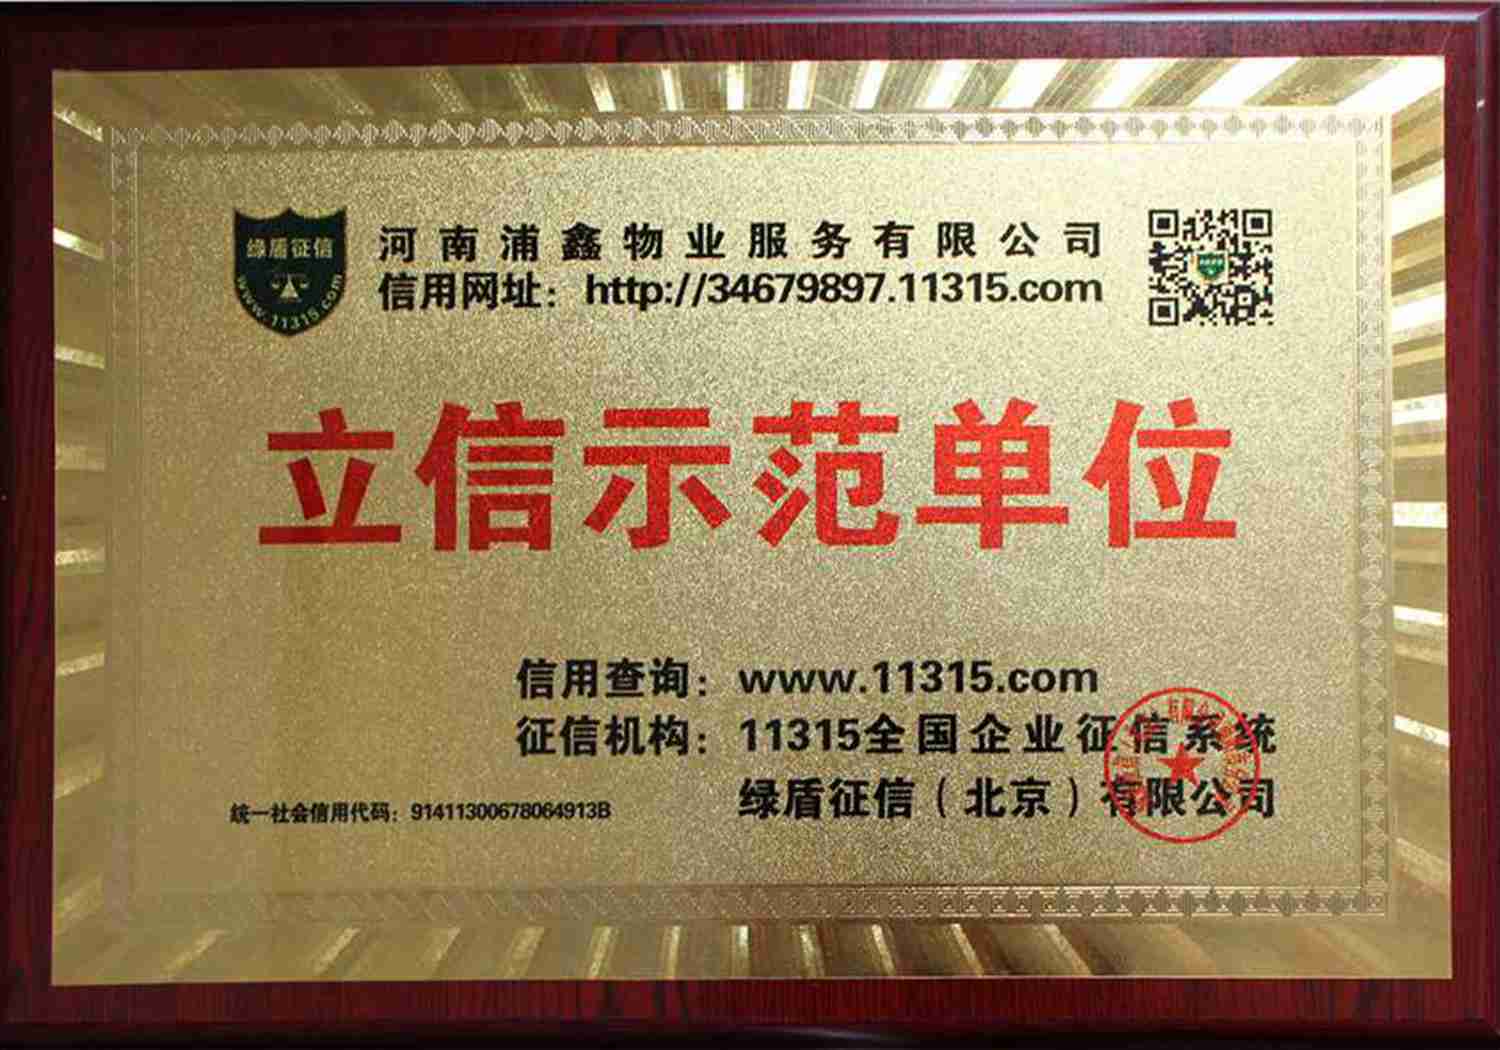 绿盾征信
www.11315.com
河南浦鑫物业服务有限公司
信用网址：http://34679897.11315.com
立信示范单位
信用查询：www.11315.com
征信机构：11315全国企业征信系统
绿盾征信（北京）有限公司
统一社会信用代码：91411300678064913B